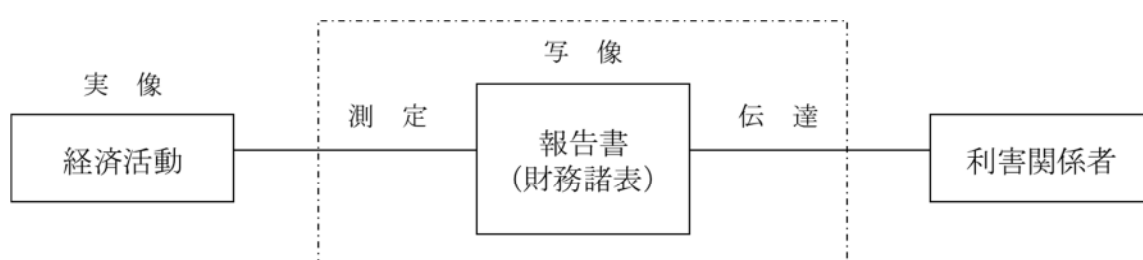 写 像
実 像
測 定
伝 達
経済活動
報告書
(財務諸表)
利害関係者